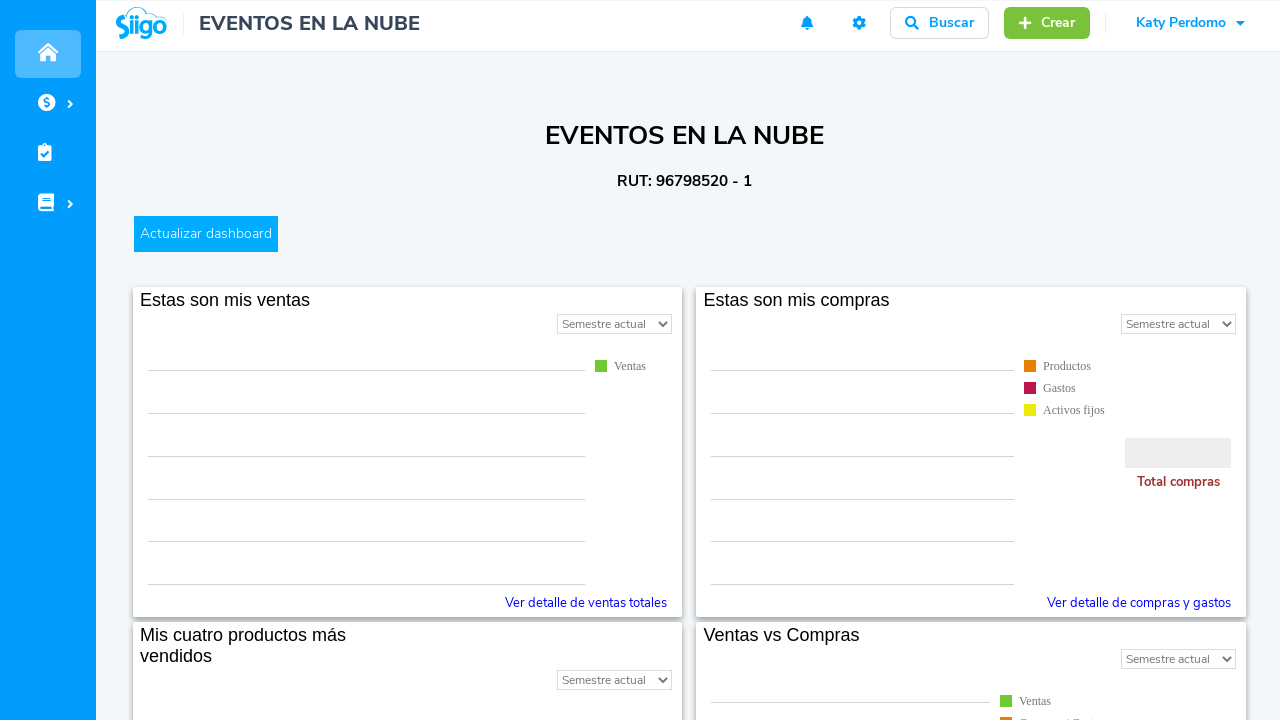 Siigo
EVENTOS EN LA NUBE
Buscar
Crear
Katy Perdomo
EVENTOS EN LA NUBE
RUT: 96798520 - 1
Actualizar dashboard
Estas son mis ventas
Semestre actual
Ventas
Ver detalle de ventas totales
Estas son mis compras
Semestre actual
Productos
Gastos
Activos fijos
Total compras
Ver detalle de compras y gastos
Mis cuatro productos más
vendidos
Semestre actual
Ventas vs Compras
Semestre actual
Ventas